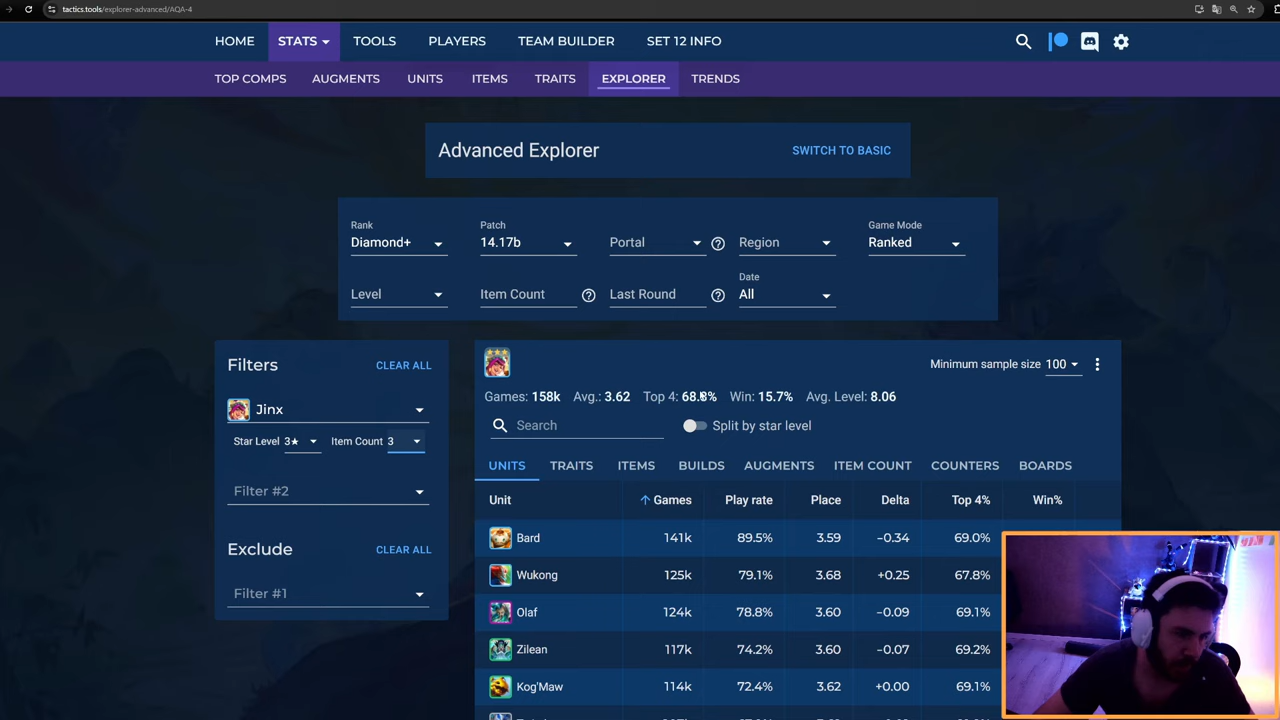 tactics.tools/explorer-advanced/AQA-4
HOME STATS TOOLS PLAYERS TEAM BUILDER SET 12 INFO
TOP COMPS AUGMENTS UNITS ITEMS TRAITS EXPLORER TRENDS
Advanced Explorer SWITCH TO BASIC
Rank Patch Game Mode
Diamond+ 14.17b Portal Region Ranked
Date
Level Item Count Last Round All
Filters CLEAR ALL
Jinx
Star Level 3★ Item Count 3
Filter #2
Exclude CLEAR ALL
Filter #1
Minimum sample size 100
Games: 158k Avg.: 3.62 Top 4: 68.8% Win: 15.7% Avg. Level: 8.06
Search Split by star level
UNITS TRAITS ITEMS BUILDS AUGMENTS ITEM COUNT COUNTERS BOARDS
Unit Games Play rate Place Delta Top 4% Win%
Bard 141k 89.5% 3.59 −0.34 69.0%
Wukong 125k 79.1% 3.68 +0.25 67.8%
Olaf 124k 78.8% 3.60 −0.09 69.1%
Zilean 117k 74.2% 3.60 −0.07 69.2%
Kog'Maw 114k 72.4% 3.62 +0.00 69.1%